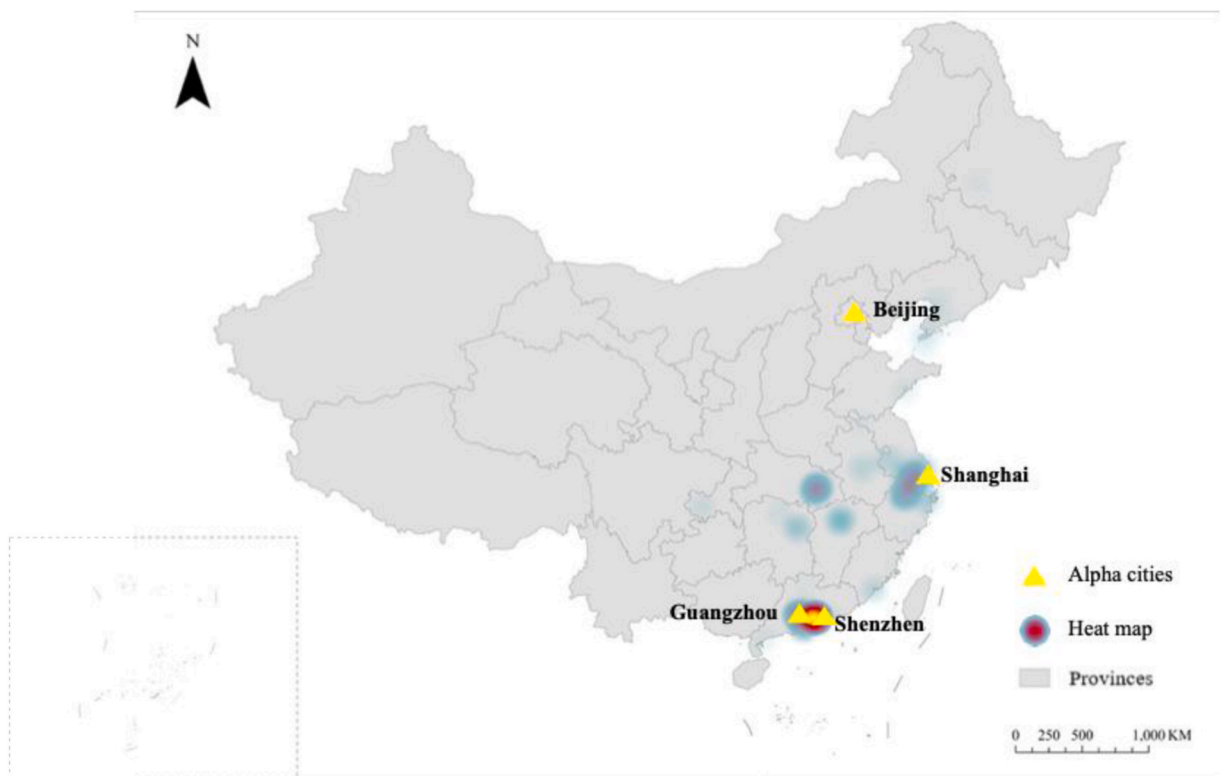 N
Beijing
Shanghai
Guangzhou
Shenzhen
Alpha cities
Heat map
Provinces
0 250 500 1,000 KM